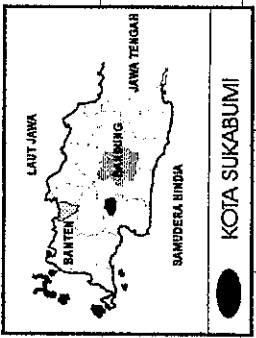 LAUT JAWA
JAWA TENGAH
BANTEN
BANDUNG
SAMUDERA HINDIA
KOTA SUKABUMI